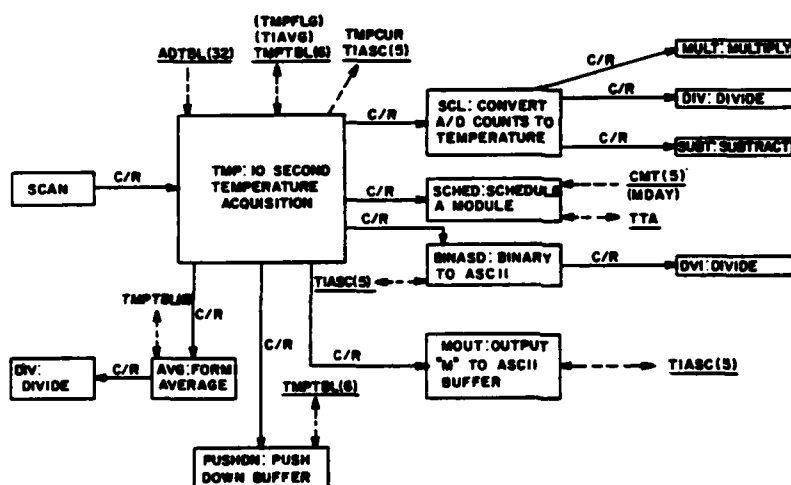 (TMPFLG)
(TIAVG)
TMPTBL(6)
ADTBL(32)
TMPCUR
TIASC(5)
C/R
MULT: MULTIPLY
C/R
DIV: DIVIDE
C/R
SUBT: SUBTRACT
C/R
SCL: CONVERT
A/D COUNTS TO
TEMPERATURE
SCAN
C/R
TMP: 10 SECOND
TEMPERATURE
ACQUISITION
C/R
SCHED: SCHEDULE
A MODULE
CMT(5)
(MDAY)
TTA
C/R
BINASD: BINARY
TO ASCII
C/R
DVI: DIVIDE
TIASC(5)
C/R
MOUT: OUTPUT
"M" TO ASCII
BUFFER
TIASC(5)
C/R
C/R
DIV:
DIVIDE
C/R
AVG: FORM
AVERAGE
TMPTBL(6)
PUSHDN: PUSH
DOWN BUFFER